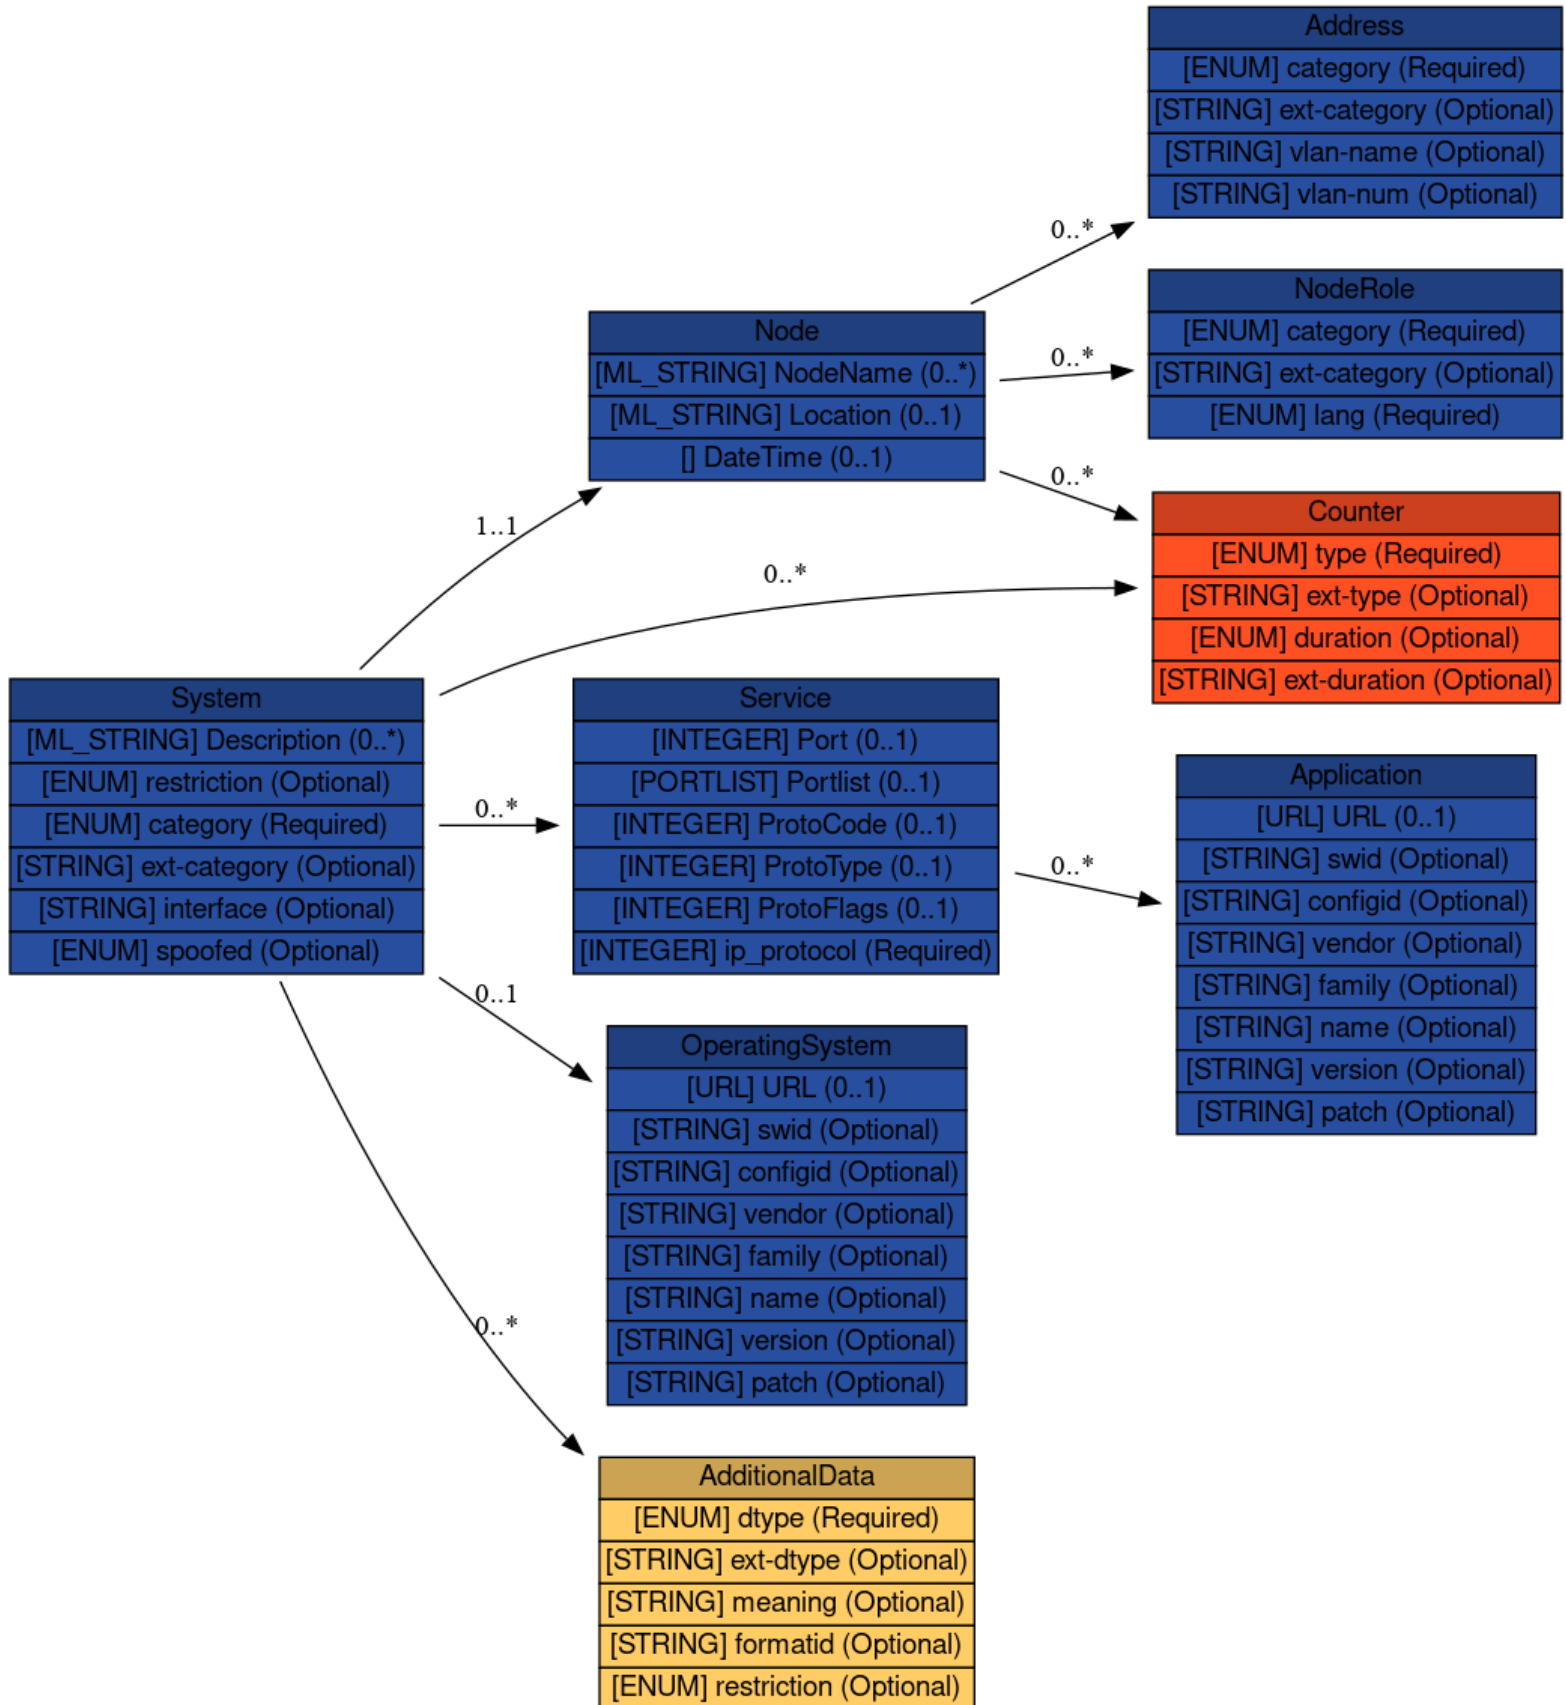 Address
[ENUM] category (Required)
[STRING] ext-category (Optional)
[STRING] vlan-name (Optional)
[STRING] vlan-num (Optional)
0..*
NodeRole
[ENUM] category (Required)
[STRING] ext-category (Optional)
[ENUM] lang (Required)
0..*
Node
[ML_STRING] NodeName (0..*)
[ML_STRING] Location (0..1)
[] DateTime (0..1)
0..*
1..1
Counter
[ENUM] type (Required)
[STRING] ext-type (Optional)
[ENUM] duration (Optional)
[STRING] ext-duration (Optional)
0..*
System
[ML_STRING] Description (0..*)
[ENUM] restriction (Optional)
[ENUM] category (Required)
[STRING] ext-category (Optional)
[STRING] interface (Optional)
[ENUM] spoofed (Optional)
0..*
Service
[INTEGER] Port (0..1)
[PORTLIST] Portlist (0..1)
[INTEGER] ProtoCode (0..1)
[INTEGER] ProtoType (0..1)
[INTEGER] ProtoFlags (0..1)
[INTEGER] ip_protocol (Required)
0..*
Application
[URL] URL (0..1)
[STRING] swid (Optional)
[STRING] configid (Optional)
[STRING] vendor (Optional)
[STRING] family (Optional)
[STRING] name (Optional)
[STRING] version (Optional)
[STRING] patch (Optional)
0..1
OperatingSystem
[URL] URL (0..1)
[STRING] swid (Optional)
[STRING] configid (Optional)
[STRING] vendor (Optional)
[STRING] family (Optional)
[STRING] name (Optional)
[STRING] version (Optional)
[STRING] patch (Optional)
0..*
AdditionalData
[ENUM] dtype (Required)
[STRING] ext-dtype (Optional)
[STRING] meaning (Optional)
[STRING] formatid (Optional)
[ENUM] restriction (Optional)